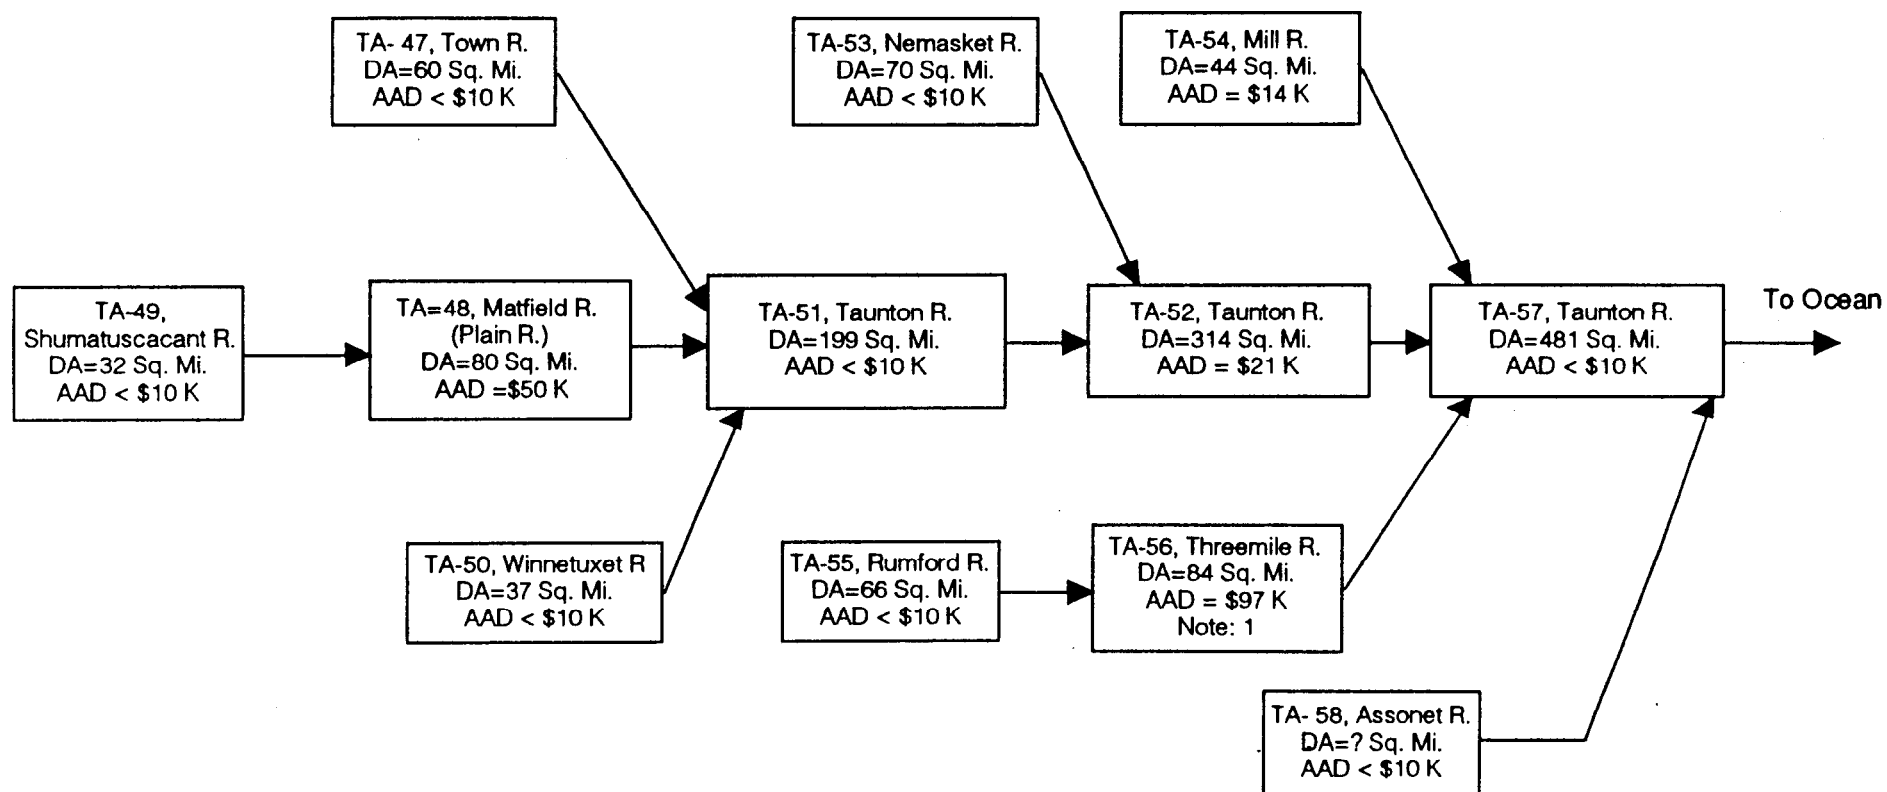 TA- 47, Town R.
DA=60 Sq. Mi.
AAD < $10 K
TA-53, Nemasket R.
DA=70 Sq. Mi.
AAD < $10 K
TA-54, Mill R.
DA=44 Sq. Mi.
AAD = $14 K
TA-49,
Shumatuscacant R.
DA=32 Sq. Mi.
AAD < $10 K
TA=48, Matfield R.
(Plain R.)
DA=80 Sq. Mi.
AAD =$50 K
TA-51, Taunton R.
DA=199 Sq. Mi.
AAD < $10 K
TA-52, Taunton R.
DA=314 Sq. Mi.
AAD = $21 K
TA-57, Taunton R.
DA=481 Sq. Mi.
AAD < $10 K
To Ocean
TA-50, Winnetuxet R
DA=37 Sq. Mi.
AAD < $10 K
TA-55, Rumford R.
DA=66 Sq. Mi.
AAD < $10 K
TA-56, Threemile R.
DA=84 Sq. Mi.
AAD = $97 K
Note: 1
TA- 58, Assonet R.
DA=? Sq. Mi.
AAD < $10 K